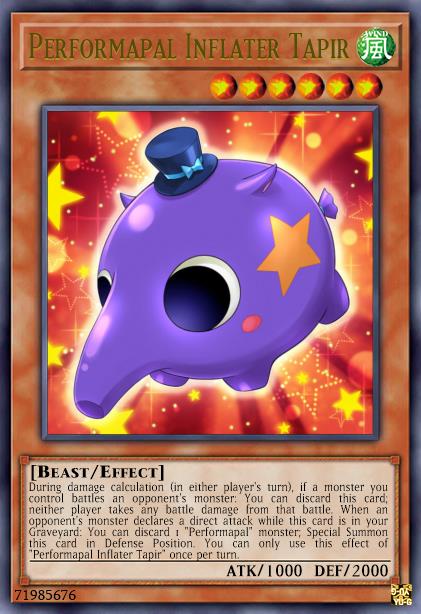 Performapal Inflater Tapir
WIND
風
[Beast/Effect]
During damage calculation (in either player's turn), if a monster you
control battles an opponent's monster: You can discard this card;
neither player takes any battle damage from that battle. When an
opponent's monster declares a direct attack while this card is in
your Graveyard: You can discard 1 "Performapal" monster; Special Summon
this card in Defense Position. You can only use this effect of
"Performapal Inflater Tapir" once per turn.
ATK/1000 DEF/2000
71985676